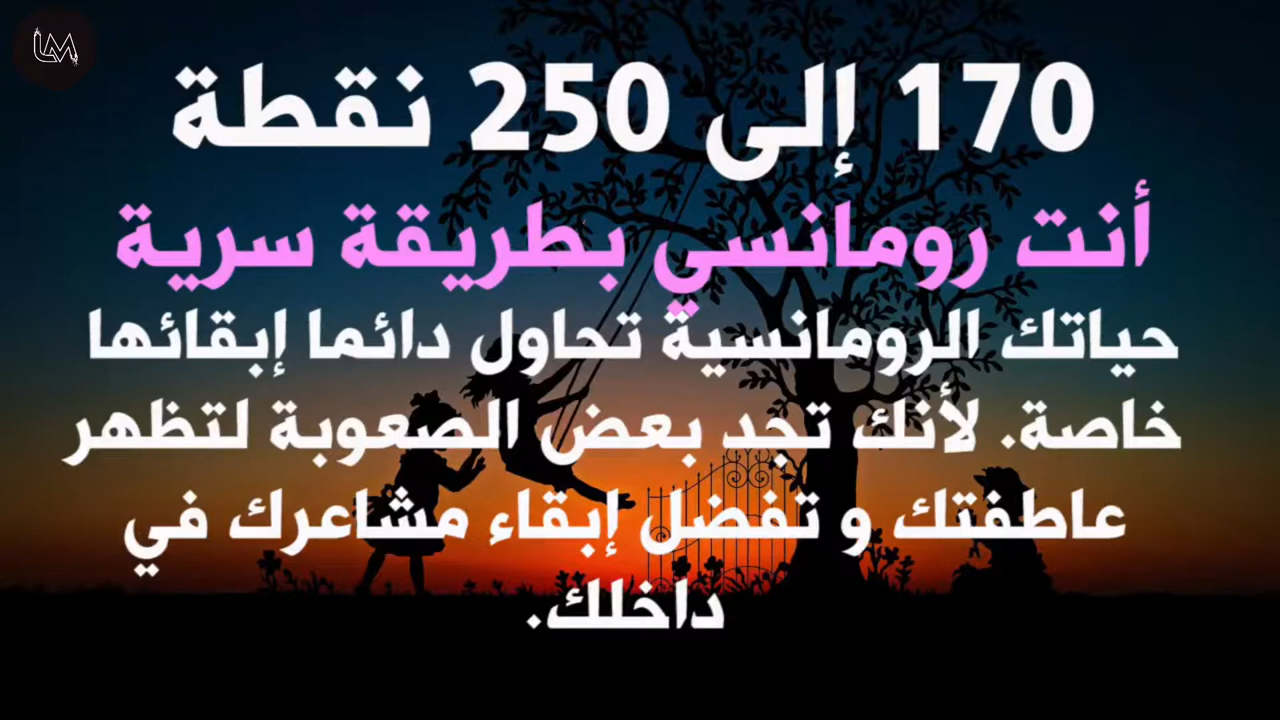 LM
170 إلى 250 نقطة
أنت رومانسي بطريقة سرية
حياتك الرومانسية تحاول دائما إبقائها
خاصة. لأنك تجد بعض الصعوبة لتظهر
عاطفتك و تفضل إبقاء مشاعرك في
داخلك.